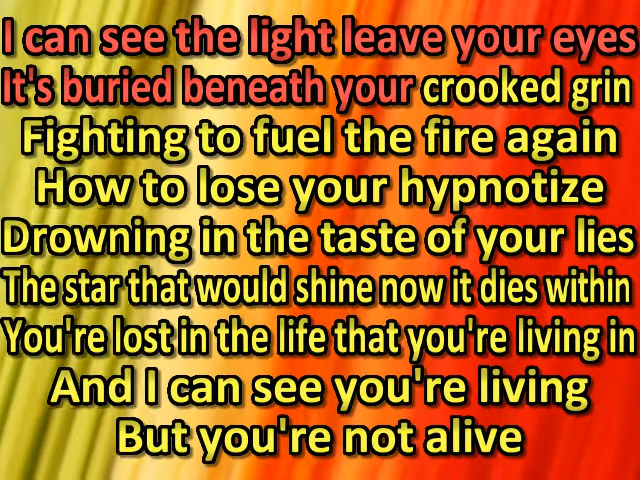 I can see the light leave your eyes
It's buried beneath your crooked grin
Fighting to fuel the fire again
How to lose your hypnotize
Drowning in the taste of your lies
The star that would shine now it dies within
You're lost in the life that you're living in
And I can see you're living
But you're not alive